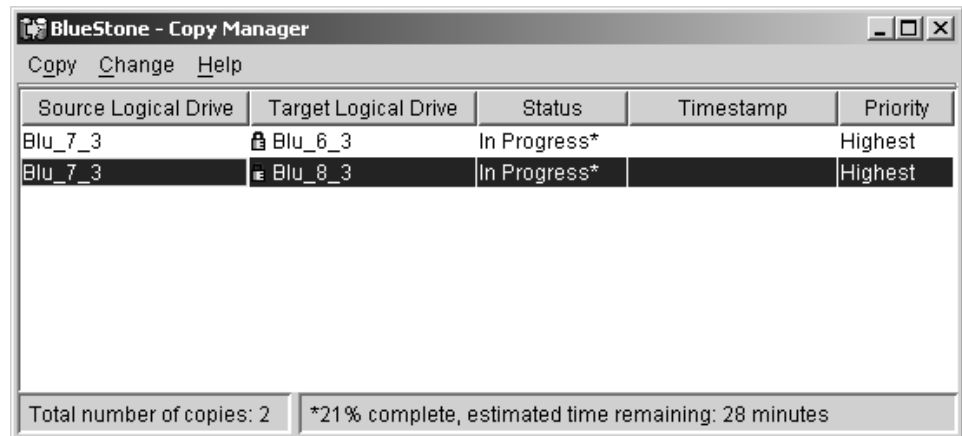 BlueStone - Copy Manager
Copy Change Help
Source Logical Drive Target Logical Drive Status Timestamp Priority
Blu_7_3 Blu_6_3 In Progress* Highest
Blu_7_3 Blu_8_3 In Progress* Highest
Total number of copies: 2 *21% complete, estimated time remaining: 28 minutes